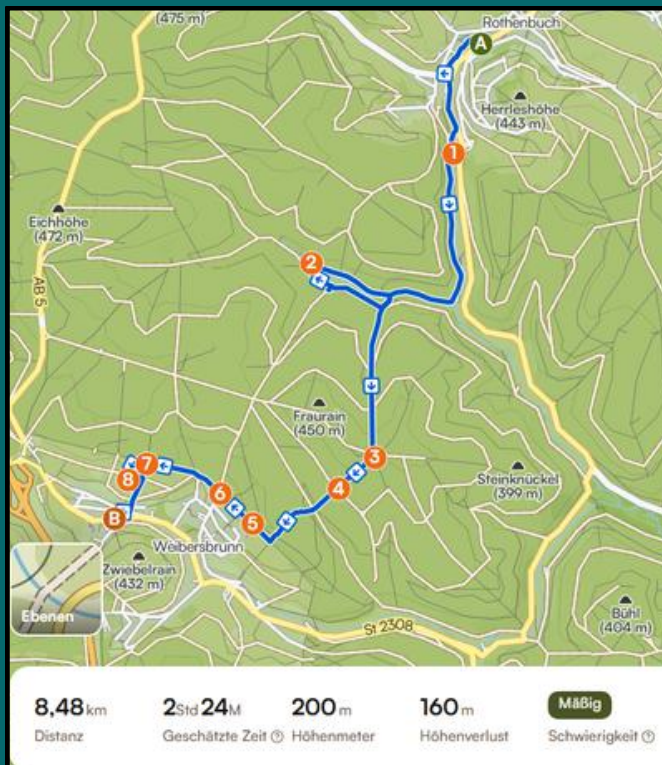 (475 m)
Rothenbuch
A
Herrleshöhe
(443 m)
1
Eichhöhe
(472 m)
2
AB 5
Fraurain
(450 m)
3
Steinknückel
(399 m)
7
8
4
6
5
B
Weibersbrunn
Zwiebelrain
(432 m)
Ebenen
St 2308
Bühl
(404 m)
8,48 km 2 Std 24 M 200 m 160 m Mäßig
Distanz Geschätzte Zeit ? Höhenmeter Höhenverlust Schwierigkeit ?